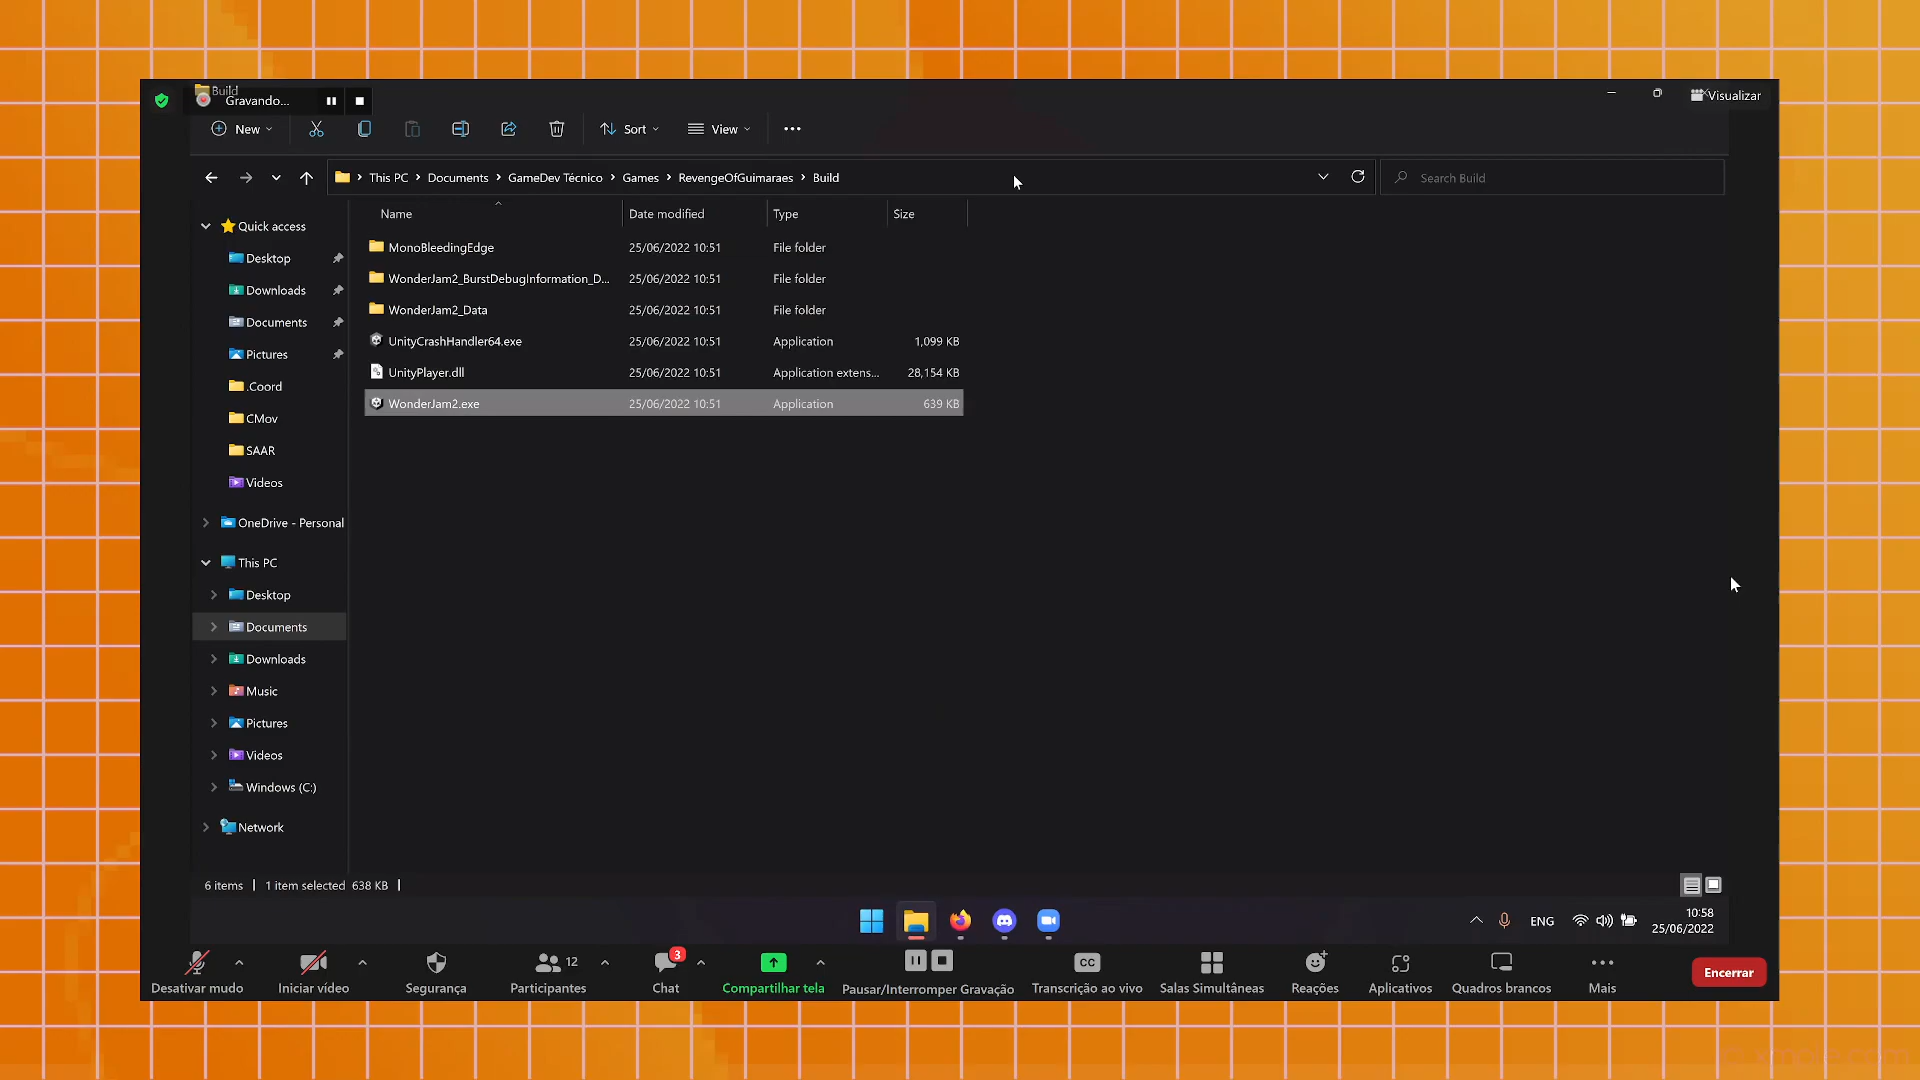 Build
Gravando...
Visualizar
New
Sort
View
This PC
Documents
GameDev Técnico
Games
RevengeOfGuimaraes
Build
Search Build
Name
Date modified
Type
Size
Quick access
Desktop
Downloads
Documents
Pictures
.Coord
CMov
SAAR
Videos
OneDrive - Personal
This PC
Desktop
Documents
Downloads
Music
Pictures
Videos
Windows (C:)
Network
MonoBleedingEdge 25/06/2022 10:51 File folder
WonderJam2_BurstDebugInformation_D... 25/06/2022 10:51 File folder
WonderJam2_Data 25/06/2022 10:51 File folder
UnityCrashHandler64.exe 25/06/2022 10:51 Application 1,099 KB
UnityPlayer.dll 25/06/2022 10:51 Application extens... 28,154 KB
WonderJam2.exe 25/06/2022 10:51 Application 639 KB
6 items
1 item selected 638 KB
ENG
10:58
25/06/2022
Desativar mudo
Iniciar vídeo
Segurança
12
Participantes
3
Chat
Compartilhar tela
Pausar/Interromper Gravação
CC
Transcrição ao vivo
Salas Simultâneas
Reações
Aplicativos
Quadros brancos
Mais
Encerrar